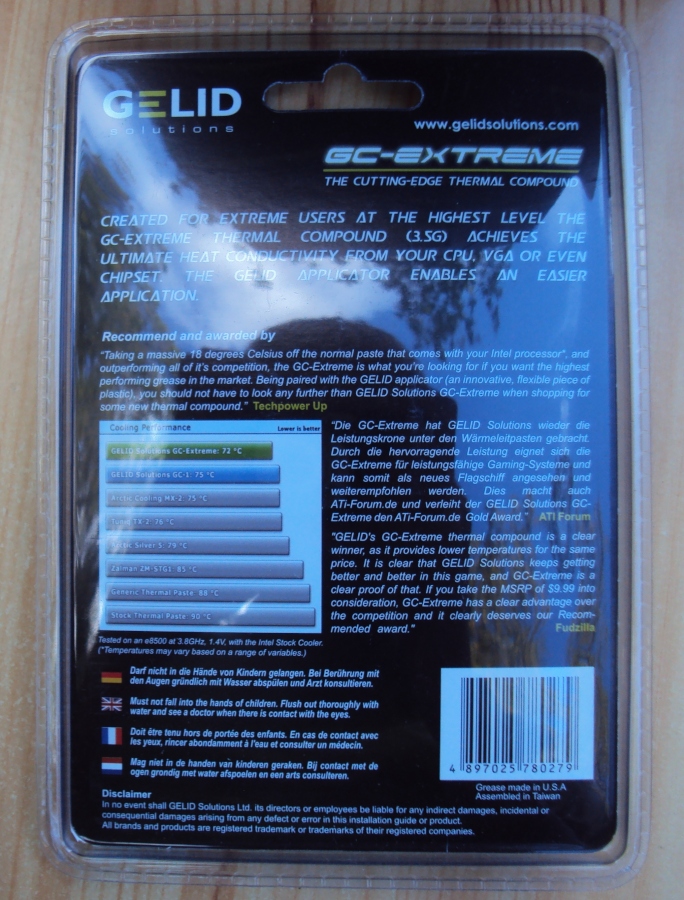 GELID
solutions
www.gelidsolutions.com
GC-EXTREME
THE CUTTING-EDGE THERMAL COMPOUND
CREATED FOR EXTREME USERS AT THE HIGHEST LEVEL THE
GC-EXTREME THERMAL COMPOUND (3.5G) ACHIEVES THE
ULTIMATE HEAT CONDUCTIVITY FROM YOUR CPU, VGA OR EVEN
CHIPSET. THE GELID APPLICATOR ENABLES AN EASIER
APPLICATION.
Recommend and awarded by
"Taking a massive 18 degrees Celsius off the normal paste that comes with your Intel processor*, and
outperforming all of it's competition, the GC-Extreme is what you're looking for if you want the highest
performing grease in the market. Being paired with the GELID applicator (an innovative, flexible piece of
plastic), you should not have to look any further than GELID Solutions GC-Extreme when shopping for
some new thermal compound." Techpower Up
Cooling Performance Lower is better
GELID Solutions GC-Extreme: 72 °C
GELID Solutions GC-1: 75 °C
Arctic Cooling MX-2: 75 °C
Tuniq TX-2: 76 °C
Arctic Silver 5: 79 °C
Zalman ZM-STG1: 85 °C
Generic Thermal Paste: 88 °C
Stock Thermal Paste: 90 °C
Tested on an e8500 at 3.8GHz, 1.4V, with the Intel Stock Cooler.
(*Temperatures may vary based on a range of variables.)
"Die GC-Extreme hat GELID Solutions wieder die
Leistungskrone unter den Wärmeleitpasten gebracht.
Durch die hervorragende Leistung eignet sich die
GC-Extreme für leistungsfähige Gaming-Systeme und
kann somit als neues Flagschiff angesehen und
weiterempfohlen werden. Dies macht auch
ATi-Forum.de und verleiht der GELID Solutions GC-
Extreme den ATi-Forum.de Gold Award." ATI Forum
"GELID's GC-Extreme thermal compound is a clear
winner, as it provides lower temperatures for the same
price. It is clear that GELID Solutions keeps getting
better and better in this game, and GC-Extreme is a
clear proof of that. If you take the MSRP of $9.99 into
consideration, GC-Extreme has a clear advantage over
the competition and it clearly deserves our Recom-
mended award." Fudzilla
Darf nicht in die Hände von Kindern gelangen. Bei Berührung mit
den Augen gründlich mit Wasser abspülen und Arzt konsultieren.
Must not fall into the hands of children. Flush out thoroughly with
water and see a doctor when there is contact with the eyes.
Doit être tenu hors de portée des enfants. En cas de contact avec
les yeux, rincer abondamment à l'eau et consulter un médecin.
Mag niet in de handen van kinderen geraken. Bij contact met de
ogen grondig met water afspoelen en een arts consulteren.
4 897025 780279
Grease made in U.S.A
Assembled in Taiwan
Disclaimer
In no event shall GELID Solutions Ltd. its directors or employees be liable for any indirect damages, incidental or
consequential damages arising from any defect or error in this installation guide or product.
All brands and products are registered trademark or trademarks of their registered companies.